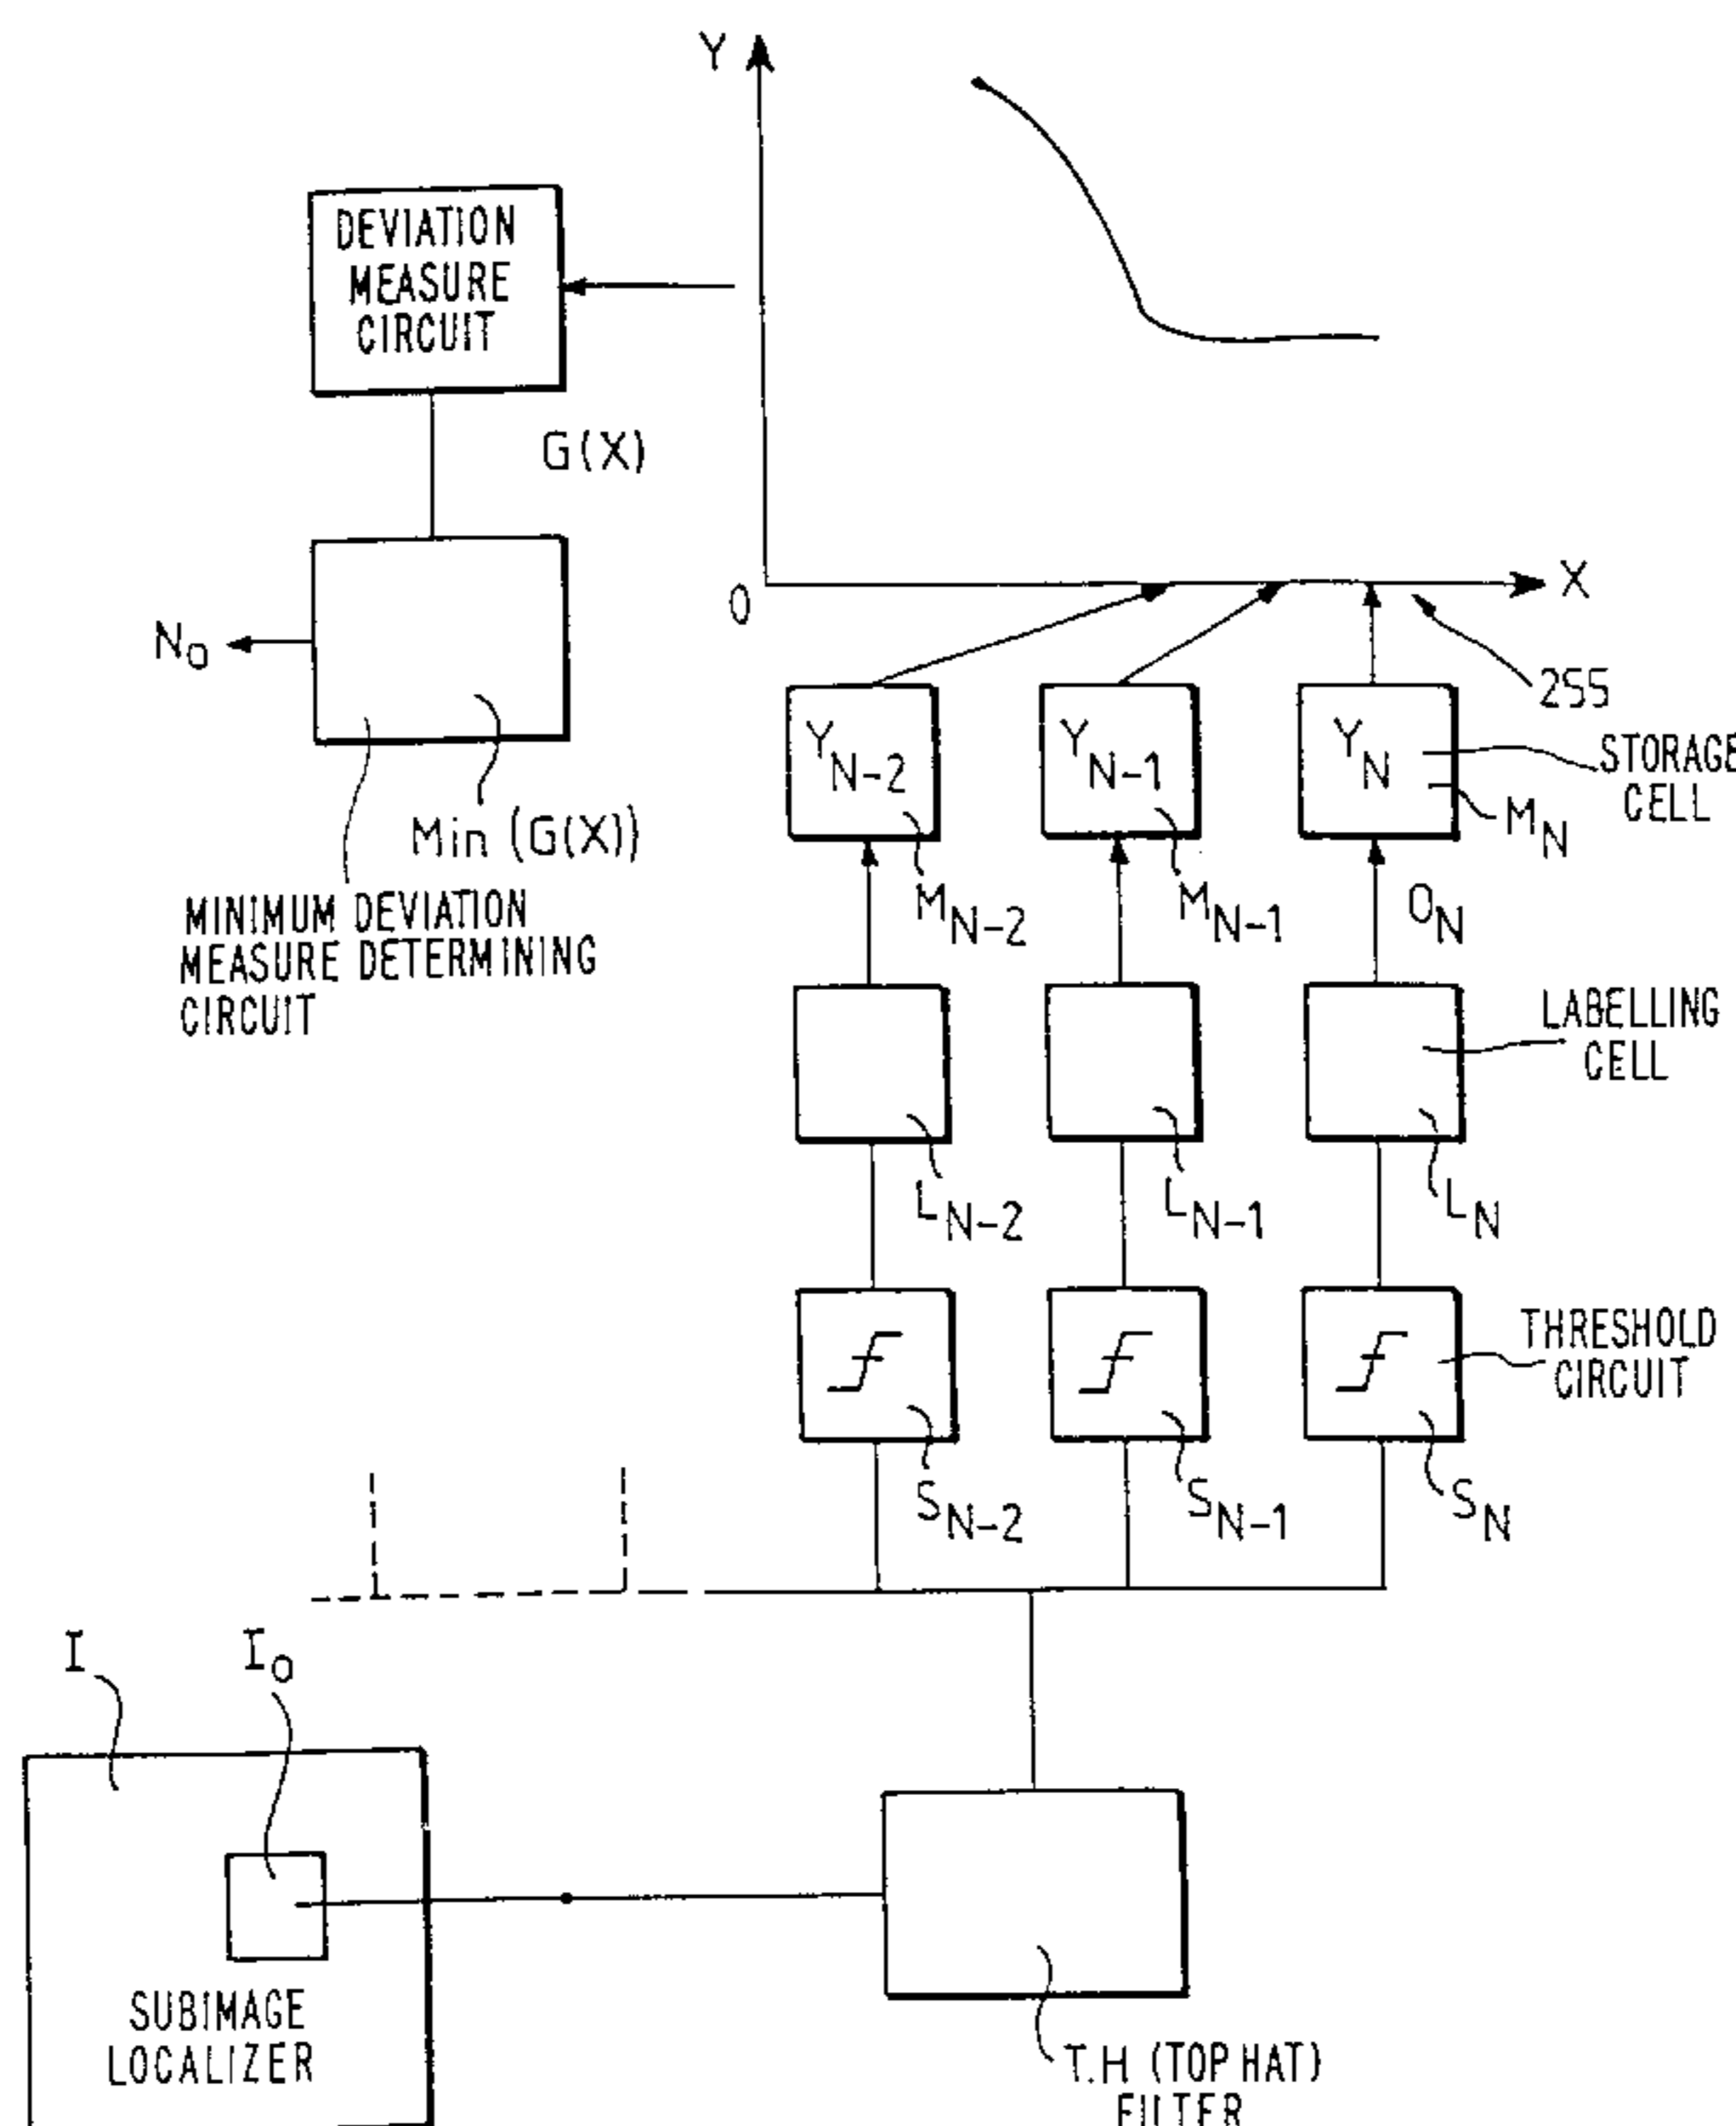 Y
DEVIATION
MEASURE
CIRCUIT
G(X)
0
X
N0
255
YN-2
YN-1
YN
STORAGE
CELL
MN
Min (G(X))
MN-2
MN-1
ON
MINIMUM DEVIATION
MEASURE DETERMINING
CIRCUIT
LABELLING
CELL
LN-2
LN-1
LN
THRESHOLD
CIRCUIT
SN-2
SN-1
SN
I
I0
SUBIMAGE
LOCALIZER
T.H (TOP HAT)
FILTER